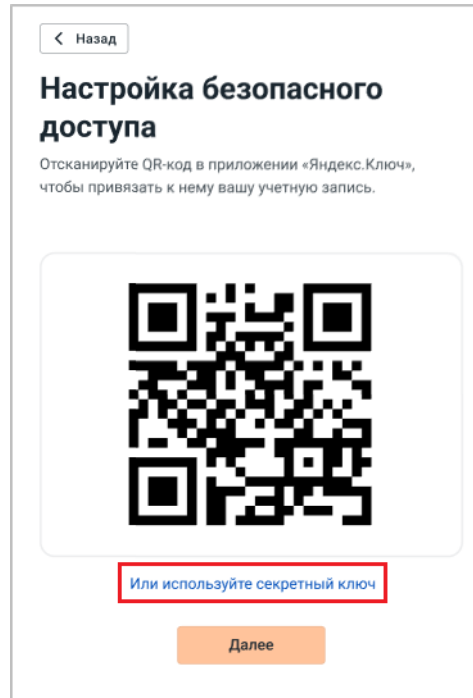 Назад
Настройка безопасного
доступа
Отсканируйте QR-код в приложении «Яндекс.Ключ»,
чтобы привязать к нему вашу учетную запись.
Или используйте секретный ключ
Далее